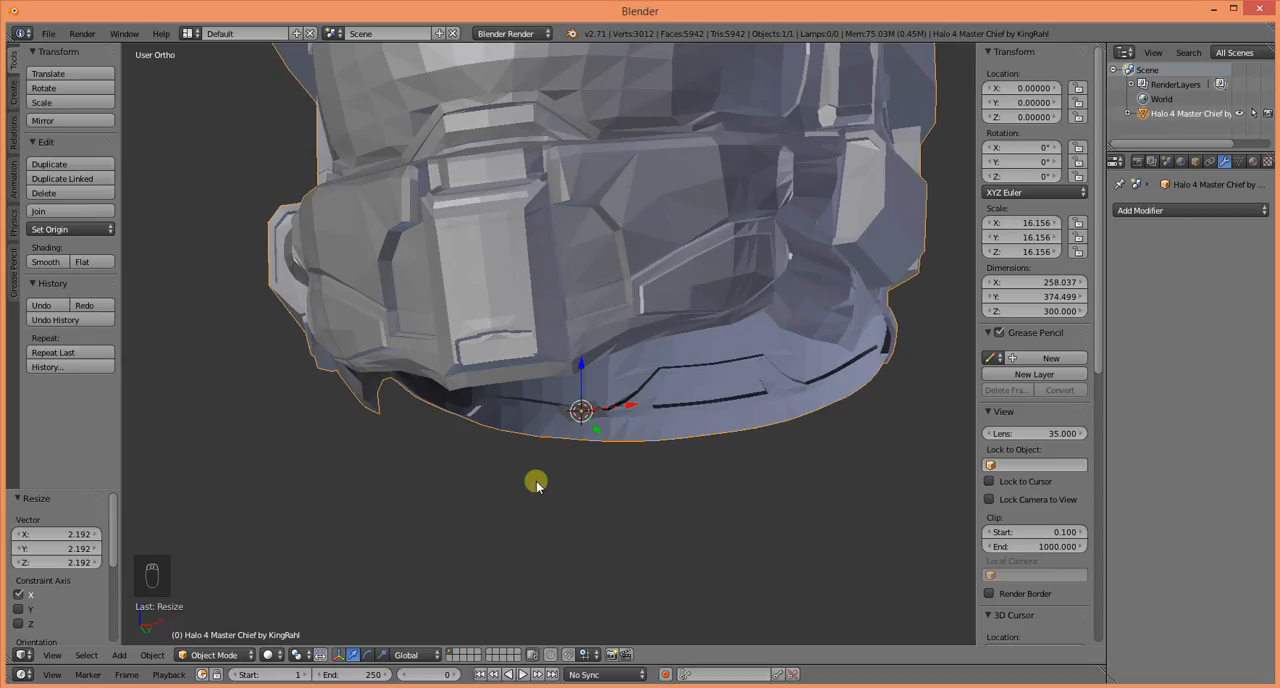 Blender
File Render Window Help Default Scene Blender Render v2.71 | Verts:3012 | Faces:5942 | Tris:5942 | Objects:1/1 | Lamps:0/0 | Mem:75.03M (0.45M) | Halo 4 Master Chief by KingRahl
Tools
Create
Relations
Animation
Physics
Grease Pencil
Transform
Translate
Rotate
Scale
Mirror
Edit
Duplicate
Duplicate Linked
Delete
Join
Set Origin
Shading:
Smooth Flat
History
Undo Redo
Undo History
Repeat:
Repeat Last
History...
Resize
Vector
X: 2.192
Y: 2.192
Z: 2.192
Constraint Axis
X
Y
Z
Orientation
User Ortho
Last: Resize
(0) Halo 4 Master Chief by KingRahl
Transform
Location:
X: 0.00000
Y: 0.00000
Z: 0.00000
Rotation:
X: 0°
Y: 0°
Z: 0°
XYZ Euler
Scale:
X: 16.156
Y: 16.156
Z: 16.156
Dimensions:
X: 258.037
Y: 374.499
Z: 300.000
Grease Pencil
New
New Layer
Delete Fra... Convert
View
Lens: 35.000
Lock to Object:
Lock to Cursor
Lock Camera to View
Clip:
Start: 0.100
End: 1000.000
Local Camera:
Render Border
3D Cursor
Location:
View Search All Scenes
Scene
RenderLayers
World
Halo 4 Master Chief by
Halo 4 Master Chief by ...
Add Modifier
View Select Add Object Object Mode Global
View Marker Frame Playback Start: 1 End: 250 0 No Sync